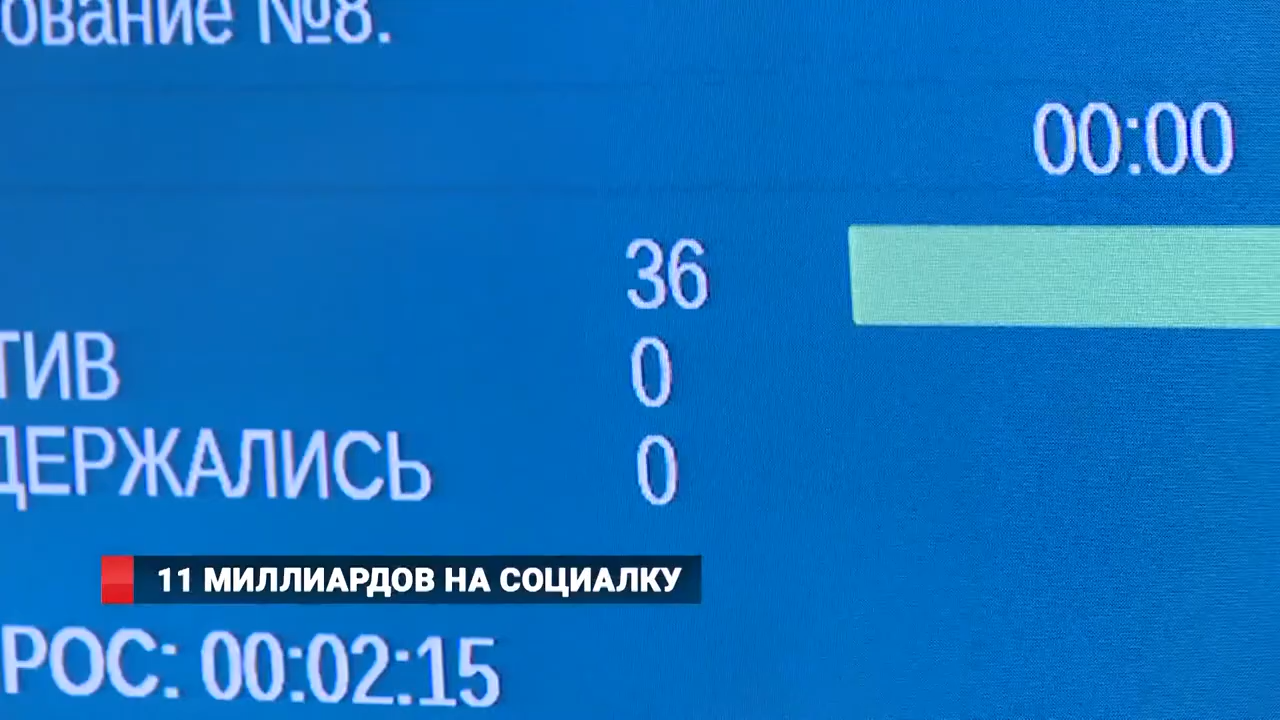 ование №8.
00:00
36
ТИВ 0
ДЕРЖАЛИСЬ 0
11 МИЛЛИАРДОВ НА СОЦИАЛКУ
РОС: 00:02:15